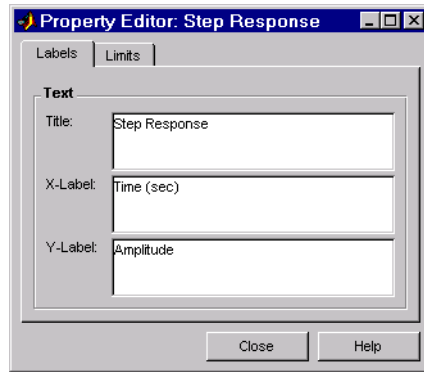 Property Editor: Step Response
Labels Limits
Text
Title: Step Response
X-Label: Time (sec)
Y-Label: Amplitude
Close Help